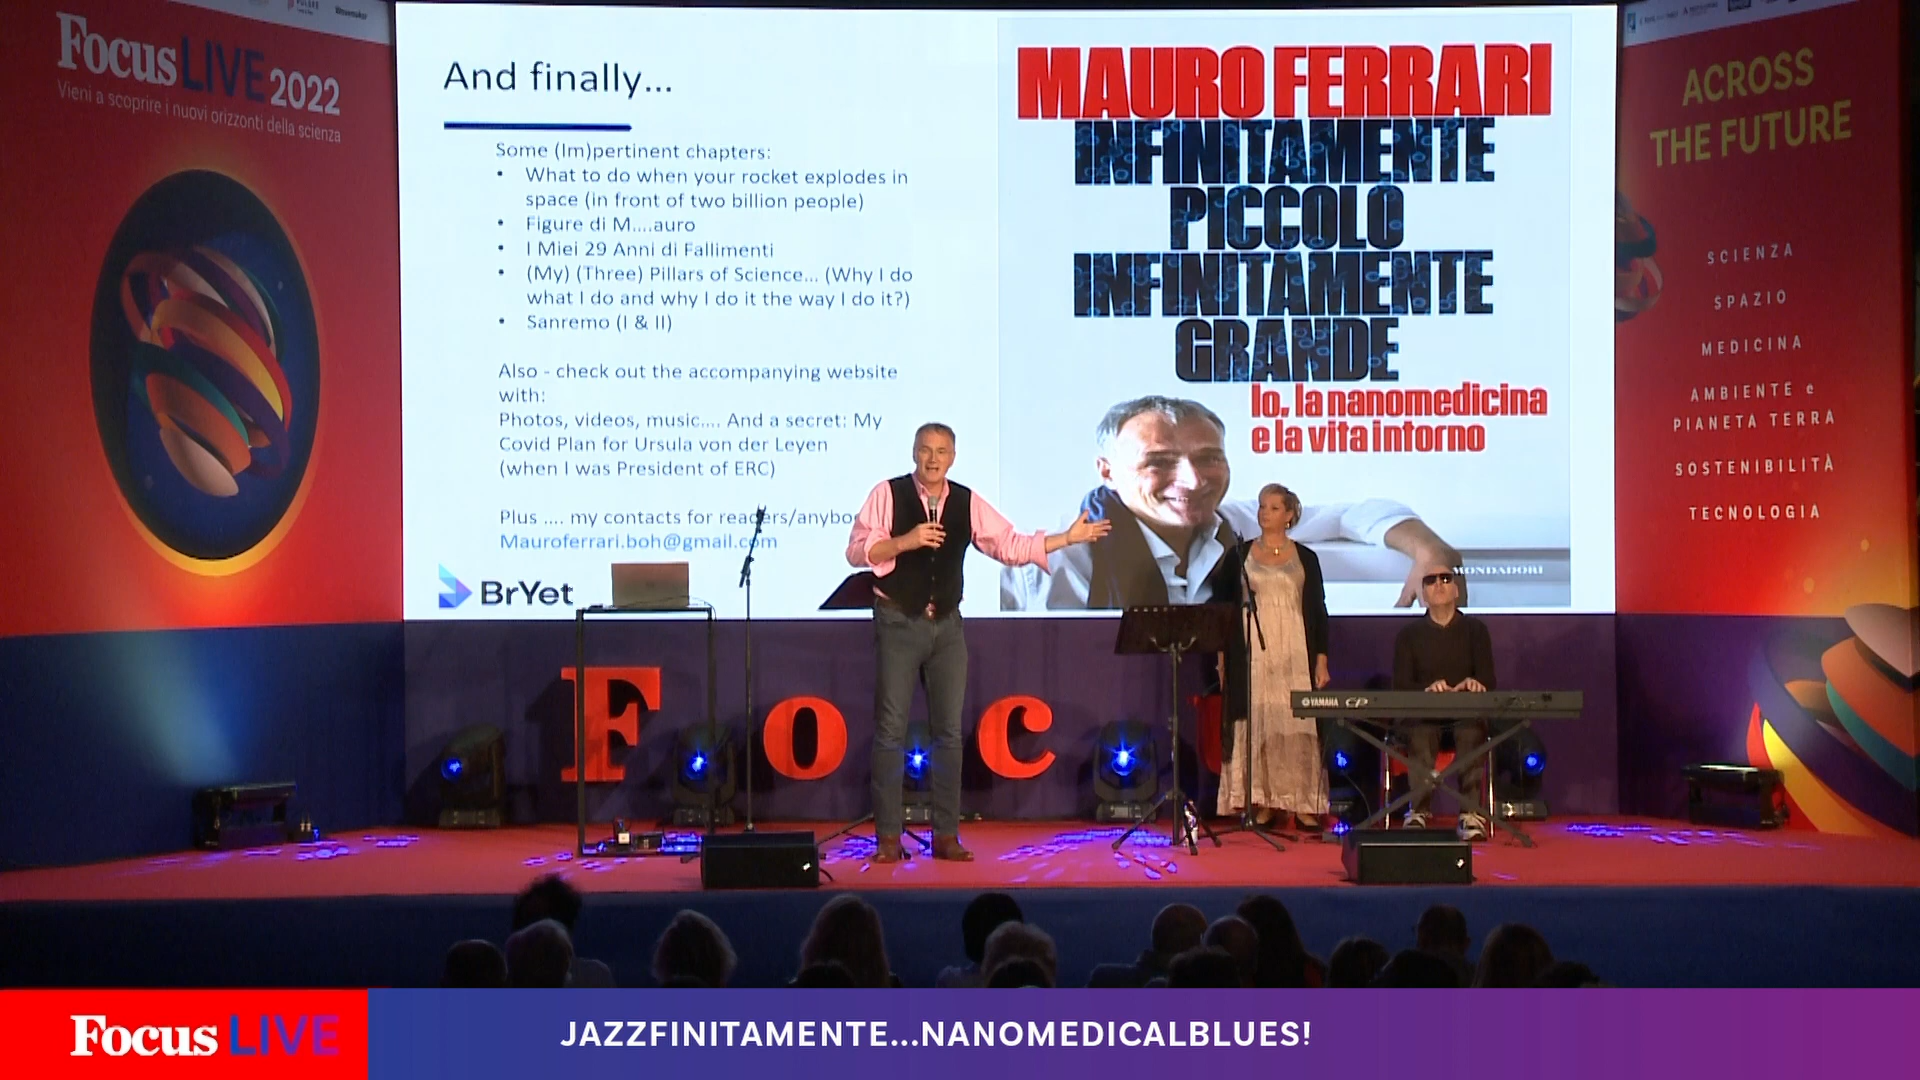 Focus LIVE 2022
Vieni a scoprire i nuovi orizzonti della scienza
And finally...
Some (Im)pertinent chapters:
• What to do when your rocket explodes in
space (in front of two billion people)
• Figure di M....auro
• I Miei 29 Anni di Fallimenti
• (My) (Three) Pillars of Science... (Why I do
what I do and why I do it the way I do it?)
• Sanremo (I & II)
Also - check out the accompanying website
with:
Photos, videos, music.... And a secret: My
Covid Plan for Ursula von der Leyen
(when I was President of ERC)
Plus .... my contacts for readers/anybo
Mauroferrari.boh@gmail.com
BrYet
MAURO FERRARI
INFINITAMENTE
PICCOLO
INFINITAMENTE
GRANDE
Io, la nanomedicina
e la vita intorno
MONDADORI
ACROSS
THE FUTURE
SCIENZA
SPAZIO
MEDICINA
AMBIENTE e
PIANETA TERRA
SOSTENIBILITÀ
TECNOLOGIA
Focu
YAMAHA CP
Focus LIVE
JAZZFINITAMENTE...NANOMEDICALBLUES!